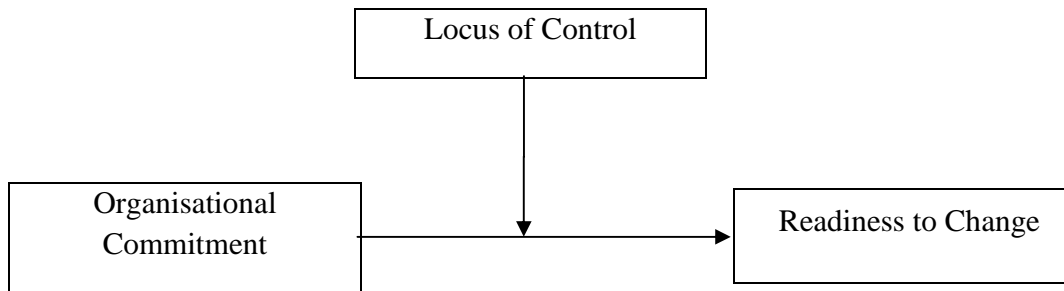 Locus of Control
Organisational
Commitment
Readiness to Change